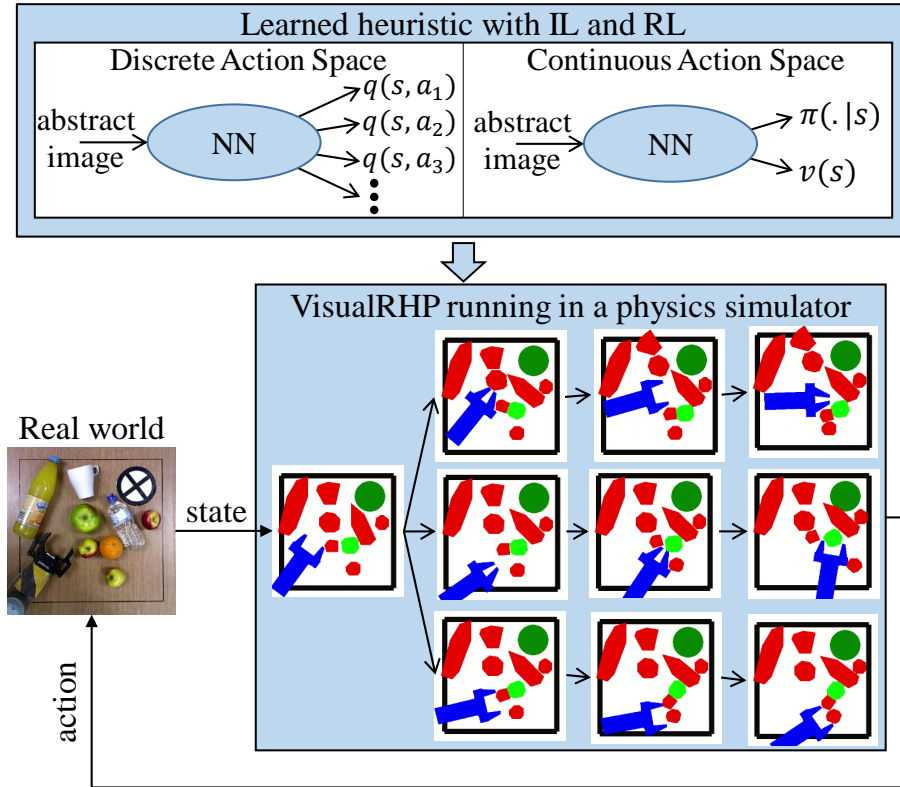 Learned heuristic with IL and RL
Discrete Action Space
abstract
image
NN
q(s, a₁)
q(s, a₂)
q(s, a₃)
Continuous Action Space
abstract
image
NN
π(. |s)
v(s)
VisualRHP running in a physics simulator
Real world
state
action